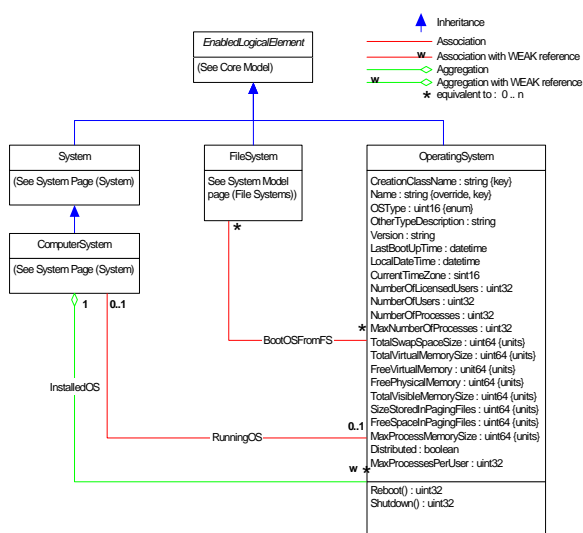 Inheritance
Association
w
Association with WEAK reference
Aggregation
w
Aggregation with WEAK reference
* equivalent to : 0 .. n
EnabledLogicalElement
(See Core Model)
System
(See System Page (System)
FileSystem
See System Model
page (File Systems))
*
ComputerSystem
(See System Page (System)
1
0..1
OperatingSystem
CreationClassName : string {key}
Name : string {override, key}
OSType : uint16 {enum}
OtherTypeDescription : string
Version : string
LastBootUpTime : datetime
LocalDateTime : datetime
CurrentTimeZone : sint16
NumberOfLicensedUsers : uint32
NumberOfUsers : uint32
NumberOfProcesses : uint32
MaxNumberOfProcesses : uint32
TotalSwapSpaceSize : uint64 {units}
TotalVirtualMemorySize : uint64 {units}
FreeVirtualMemory : unit64 {units}
FreePhysicalMemory : uint64 {units}
TotalVisibleMemorySize : uint64 {units}
SizeStoredInPagingFiles : uint64 {units}
FreeSpaceInPagingFiles : uint64 {units}
MaxProcessMemorySize : uint64 {units}
Distributed : boolean
MaxProcessesPerUser : uint32
Reboot() : uint32
Shutdown() : uint32
*
BootOSFromFS
InstalledOS
0..1
RunningOS
w
*